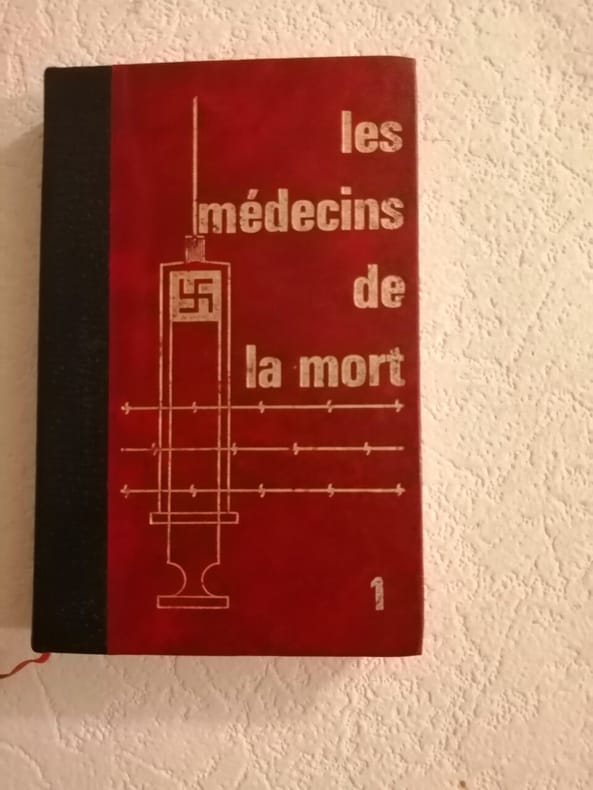 les
médecins
de
la mort
1